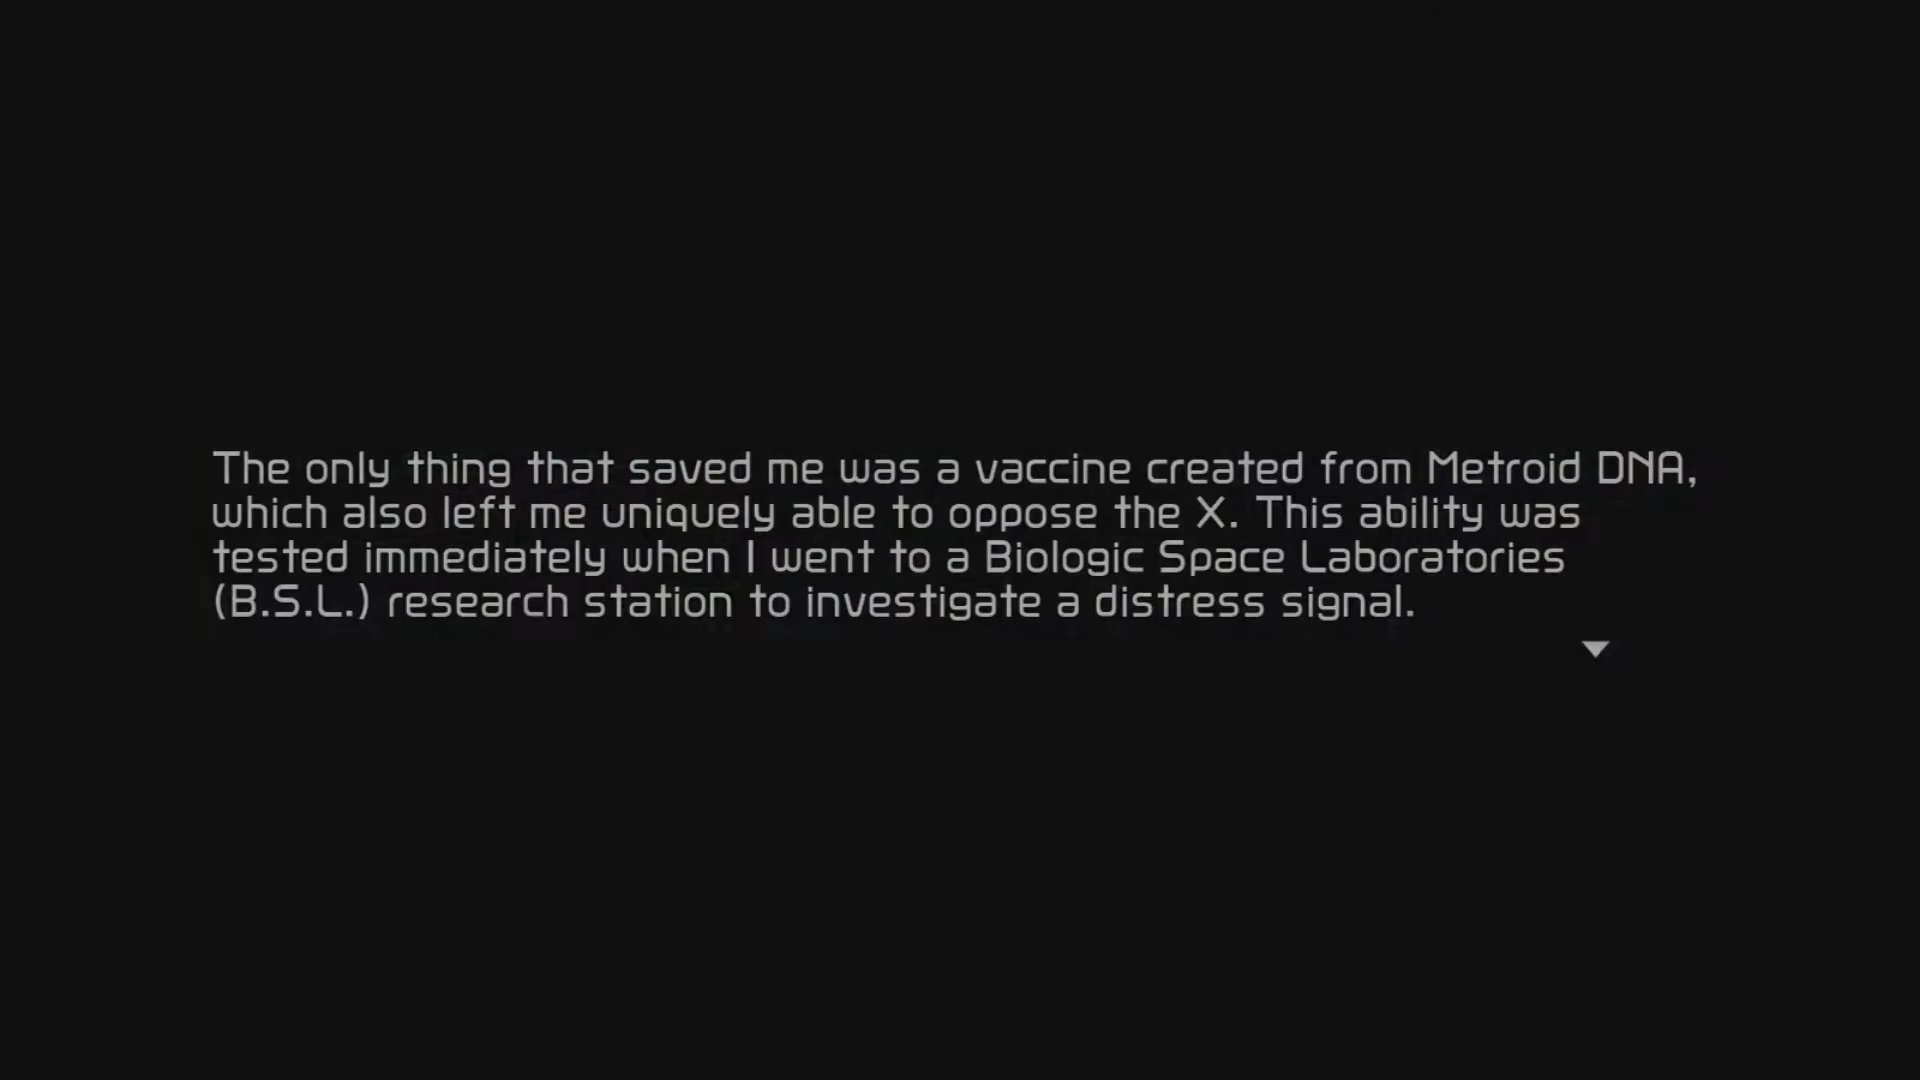 The only thing that saved me was a vaccine created from Metroid DNA,
which also left me uniquely able to oppose the X. This ability was
tested immediately when I went to a Biologic Space Laboratories
(B.S.L.) research station to investigate a distress signal.